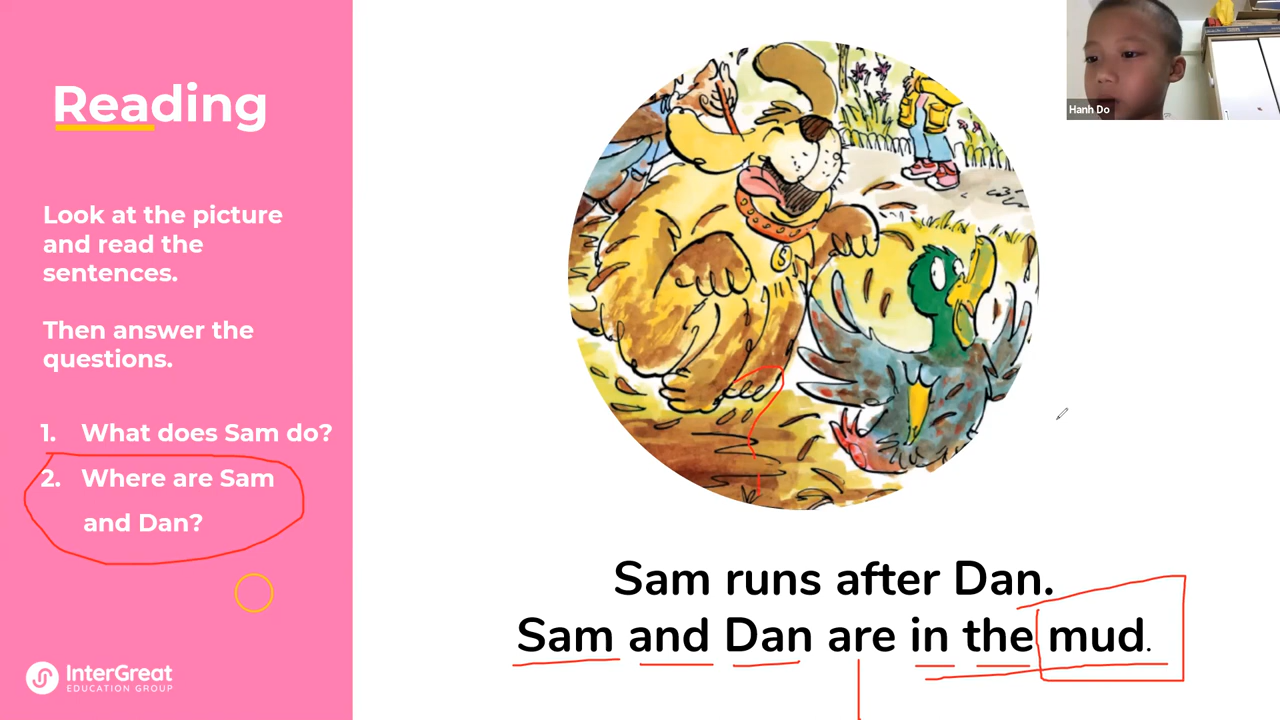 Reading
Look at the picture
and read the
sentences.
Then answer the
questions.
1. What does Sam do?
2. Where are Sam
and Dan?
InterGreat
EDUCATION GROUP
Hanh Do
S
Sam runs after Dan.
Sam and Dan are in the mud.